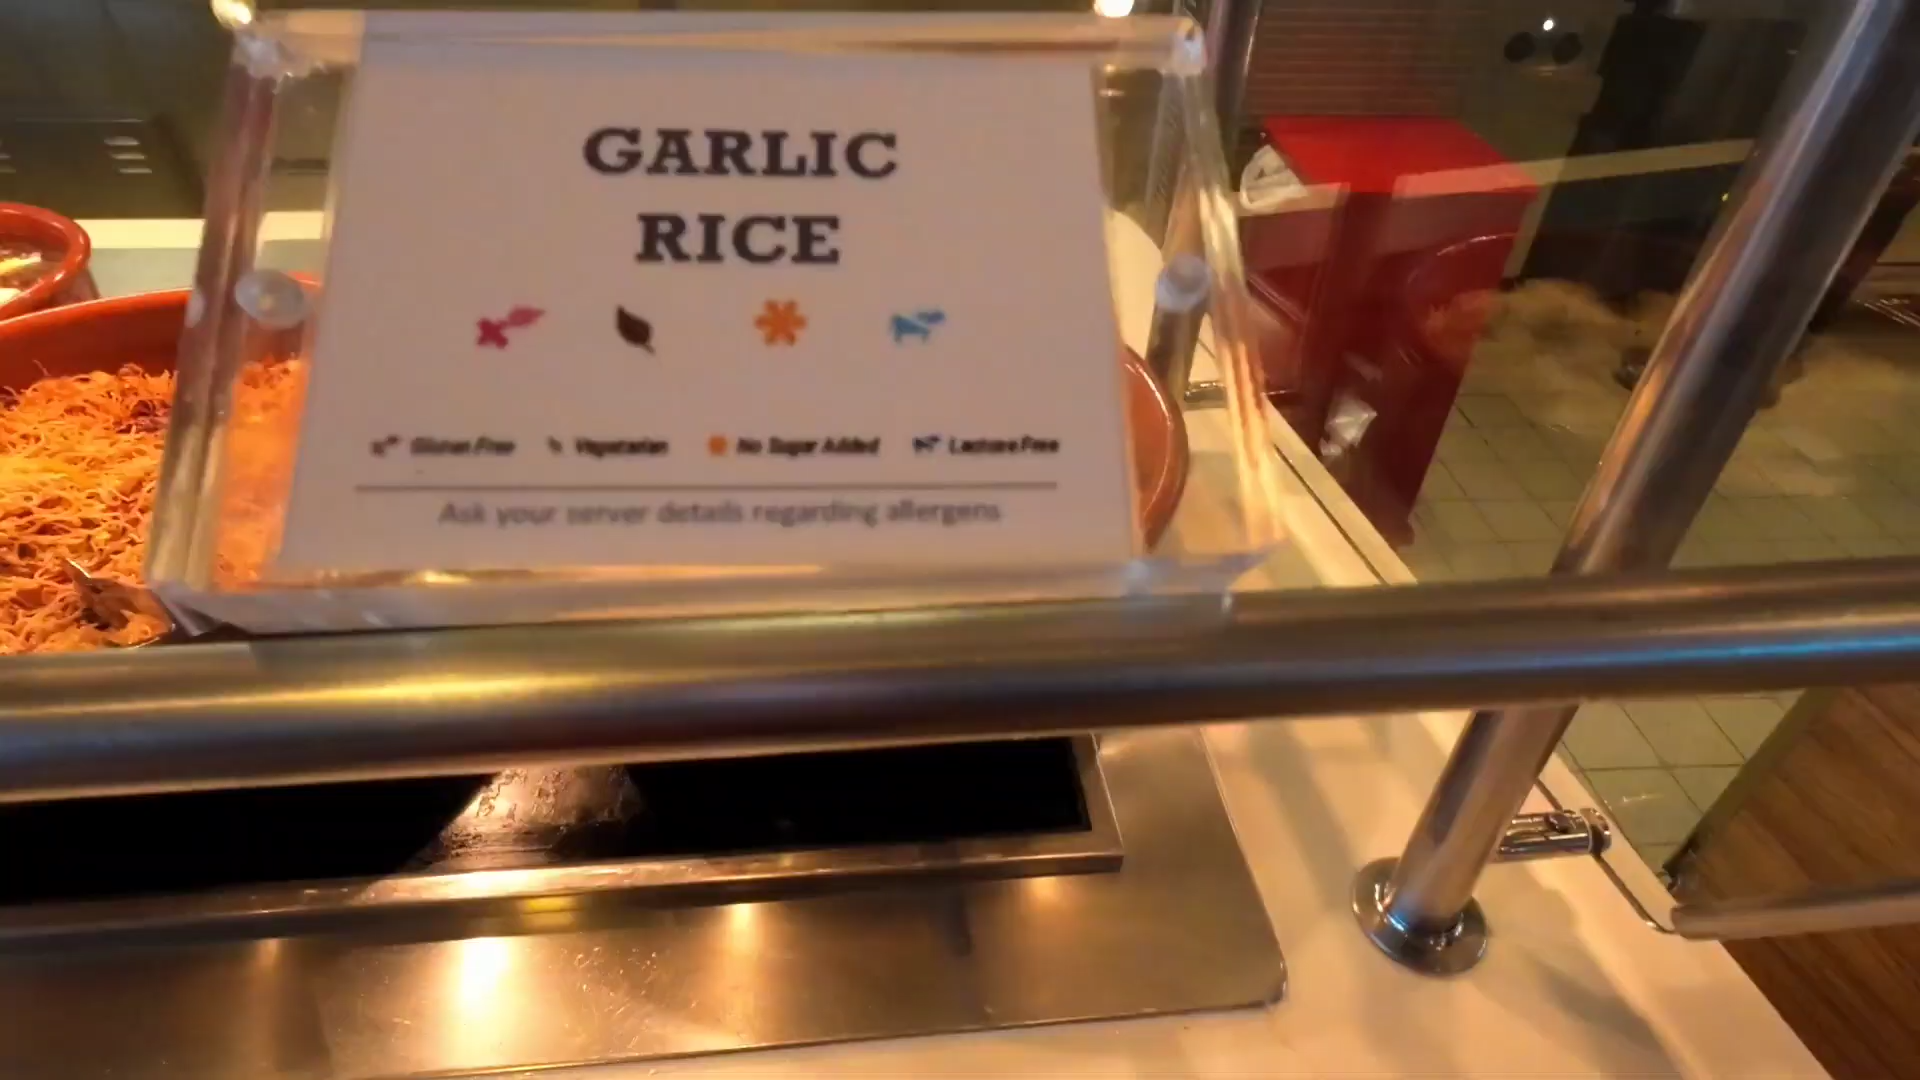 GARLIC
RICE
Gluten Free Vegetarian No Sugar Added Lactose Free
Ask your server details regarding allergens